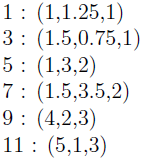 1 : (1,1.25,1)
3 : (1.5,0.75,1)
5 : (1,3,2)
7 : (1.5,3.5,2)
9 : (4,2,3)
11 : (5,1,3)